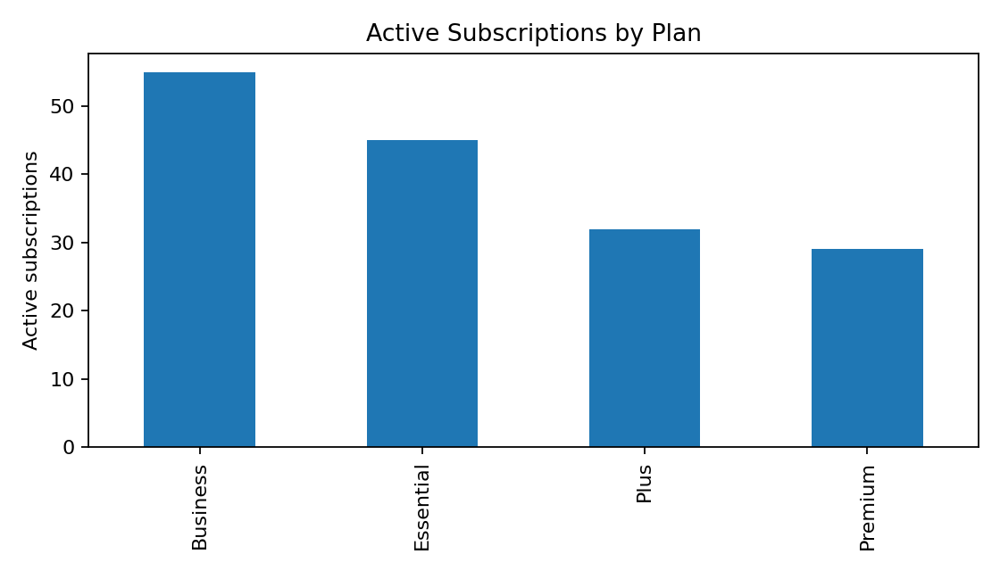 Active Subscriptions by Plan
Active subscriptions
50
40
30
20
10
0
Business
Essential
Plus
Premium